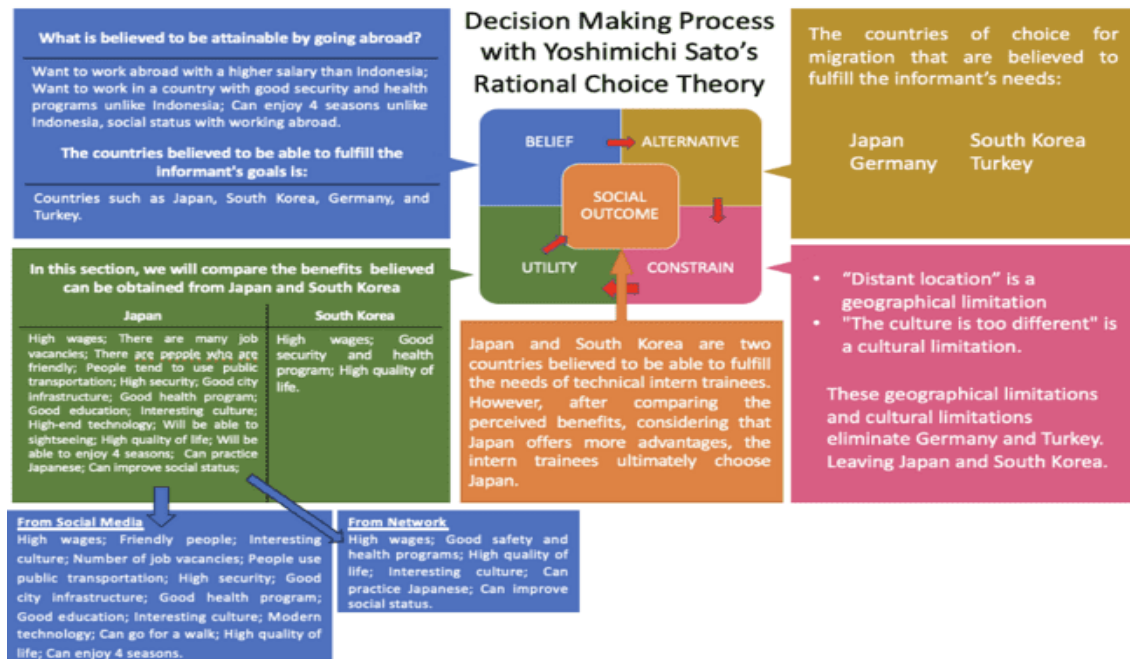 Decision Making Process
with Yoshimichi Sato's
Rational Choice Theory
What is believed to be attainable by going abroad?
Want to work abroad with a higher salary than Indonesia;
Want to work in a country with good security and health
programs unlike Indonesia; Can enjoy 4 seasons unlike
Indonesia, social status with working abroad.
The countries believed to be able to fulfill the
informant's goals is:
Countries such as Japan, South Korea, Germany, and
Turkey.
BELIEF
ALTERNATIVE
SOCIAL
OUTCOME
UTILITY
CONSTRAIN
The countries of choice for
migration that are believed to
fulfill the informant's needs:
Japan South Korea
Germany Turkey
In this section, we will compare the benefits believed
can be obtained from Japan and South Korea
Japan
High wages; There are many job
vacancies; There are people who are
friendly; People tend to use public
transportation; High security; Good city
infrastructure; Good health program;
Good education; Interesting culture;
High-end technology; Will be able to
sightseeing; High quality of life; Will be
able to enjoy 4 seasons; Can practice
Japanese; Can improve social status;
South Korea
High wages; Good
security and health
program; High quality of
life.
Japan and South Korea are two
countries believed to be able to fulfill
the needs of technical intern trainees.
However, after comparing the
perceived benefits, considering that
Japan offers more advantages, the
intern trainees ultimately choose
Japan.
• "Distant location" is a
geographical limitation
• "The culture is too different" is
a cultural limitation.
These geographical limitations
and cultural limitations
eliminate Germany and Turkey.
Leaving Japan and South Korea.
From Social Media
High wages; Friendly people; Interesting
culture; Number of job vacancies; People use
public transportation; High security; Good
city infrastructure; Good health program;
Good education; Interesting culture; Modern
technology; Can go for a walk; High quality of
life; Can enjoy 4 seasons.
From Network
High wages; Good safety and
health programs; High quality of
life; Interesting culture; Can
practice Japanese; Can improve
social status.